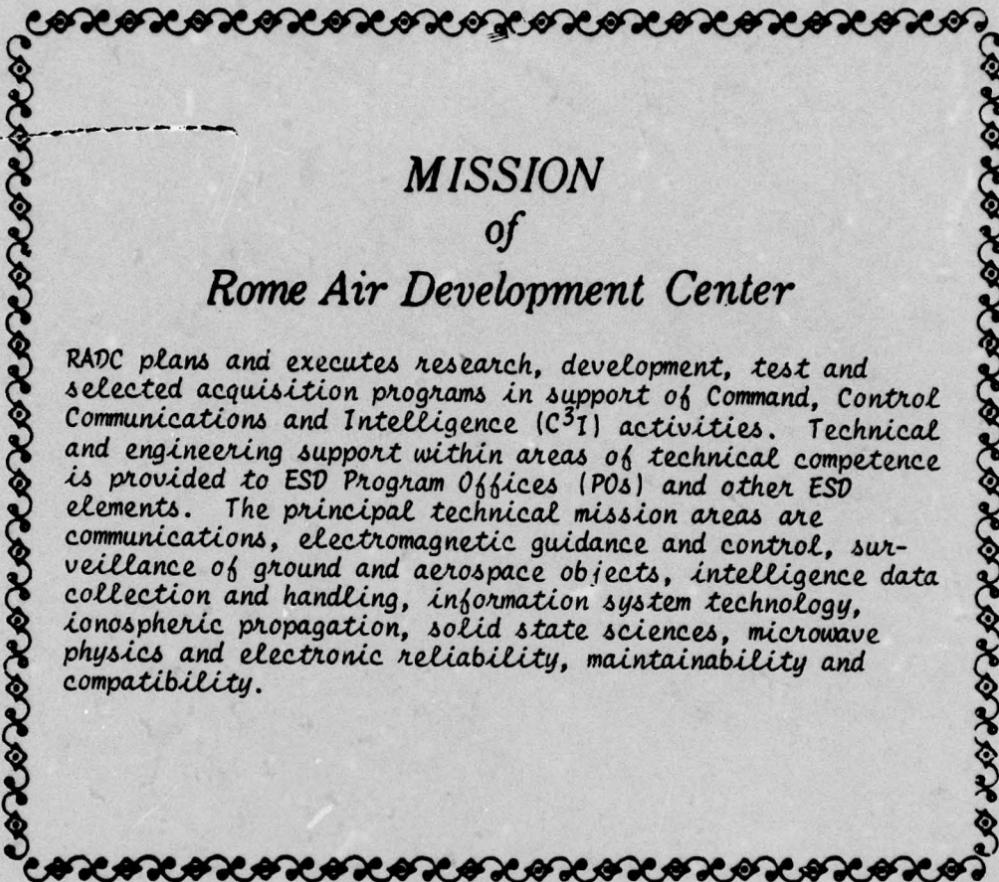 MISSION
of
Rome Air Development Center
RADC plans and executes research, development, test and
selected acquisition programs in support of Command, Control
Communications and Intelligence (C³I) activities. Technical
and engineering support within areas of technical competence
is provided to ESD Program Offices (POs) and other ESD
elements. The principal technical mission areas are
communications, electromagnetic guidance and control, sur-
veillance of ground and aerospace objects, intelligence data
collection and handling, information system technology,
ionospheric propagation, solid state sciences, microwave
physics and electronic reliability, maintainability and
compatibility.